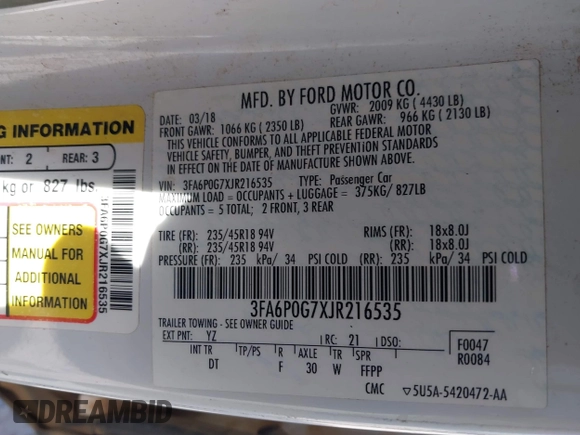 MFD. BY FORD MOTOR CO.
DATE: 03/18 GVWR: 2009 KG ( 4430 LB)
FRONT GAWR: 1066 KG ( 2350 LB) REAR GAWR: 966 KG ( 2130 LB)
THIS VEHICLE CONFORMS TO ALL APPLICABLE FEDERAL MOTOR
VEHICLE SAFETY, BUMPER, AND THEFT PREVENTION STANDARDS
IN EFFECT ON THE DATE OF MANUFACTURE SHOWN ABOVE.
VIN: 3FA6P0G7XJR216535 TYPE: Passenger Car
MAXIMUM LOAD = OCCUPANTS + LUGGAGE = 375KG/ 827LB
OCCUPANTS = 5 TOTAL; 2 FRONT, 3 REAR
TIRE (FR): 235/45R18 94V RIMS (FR): 18x8.0J
(RR): 235/45R18 94V (RR): 18x8.0J
PRESSURE (FR): 235 kPa/ 34 PSI COLD (RR): 235 kPa/ 34 PSI COLD
3FA6P0G7XJR216535
TRAILER TOWING - SEE OWNER GUIDE
EXT PNT: YZ RC: 21 DSO: F0047
INT TR TP/PS R AXLE TR SPR R0084
DT F 30 W FFPP
CMC ▽5U5A-5420472-AA
G INFORMATION
NT: 2 REAR: 3
kg or 827 lbs.
SEE OWNERS
MANUAL FOR
ADDITIONAL
INFORMATION
3FA6P0G7XJR216535
DREAMBID